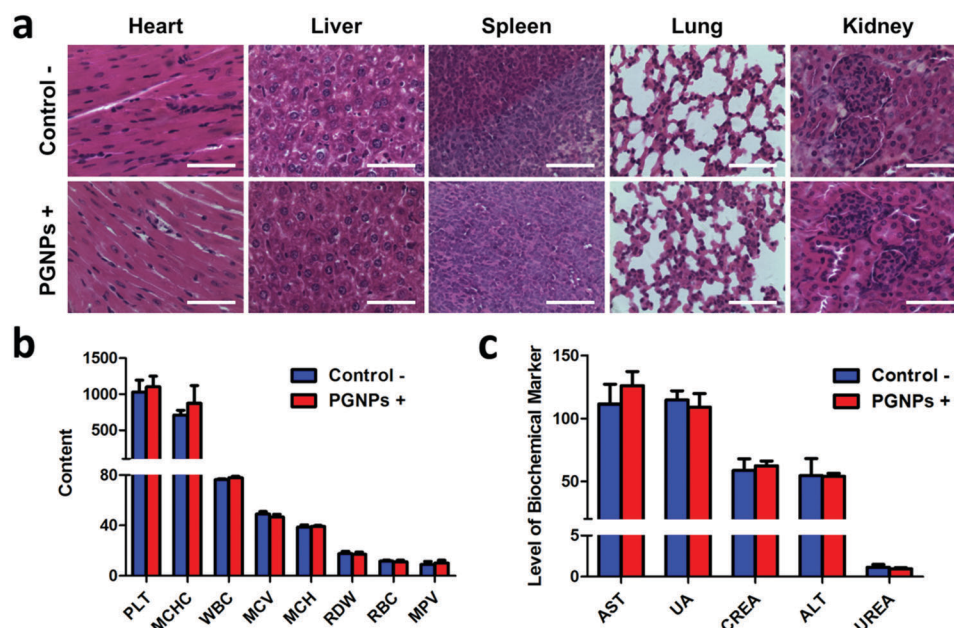 a
Heart Liver Spleen Lung Kidney
Control -
PGNPs +
b
Content
1500
1000
500
80
40
0
Control -
PGNPs +
PLT MCHC WBC MCV MCH RDW RBC MPV
c
Level of Biochemical Marker
150
100
50
5
0
Control -
PGNPs +
AST UA CREA ALT UREA